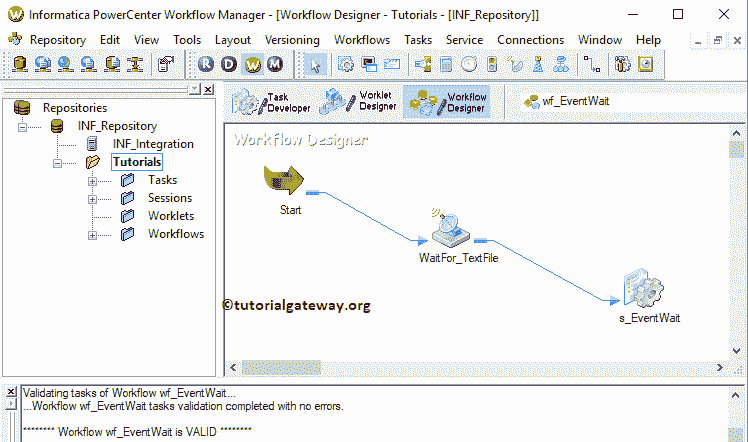 Informatica PowerCenter Workflow Manager - [Workflow Designer - Tutorials - [INF_Repository]]
Repository Edit View Tools Layout Versioning Workflows Tasks Service Connections Window Help
R D W M
Repositories
INF_Repository
INF_Integration
Tutorials
Tasks
Sessions
Worklets
Workflows
Task Developer
Worklet Designer
Workflow Designer
wf_EventWait
Workflow Designer
Start
WaitFor_TextFile
s_EventWait
©tutorialgateway.org
Validating tasks of Workflow wf_EventWait...
...Workflow wf_EventWait tasks validation completed with no errors.
******** Workflow wf_EventWait is VALID ********